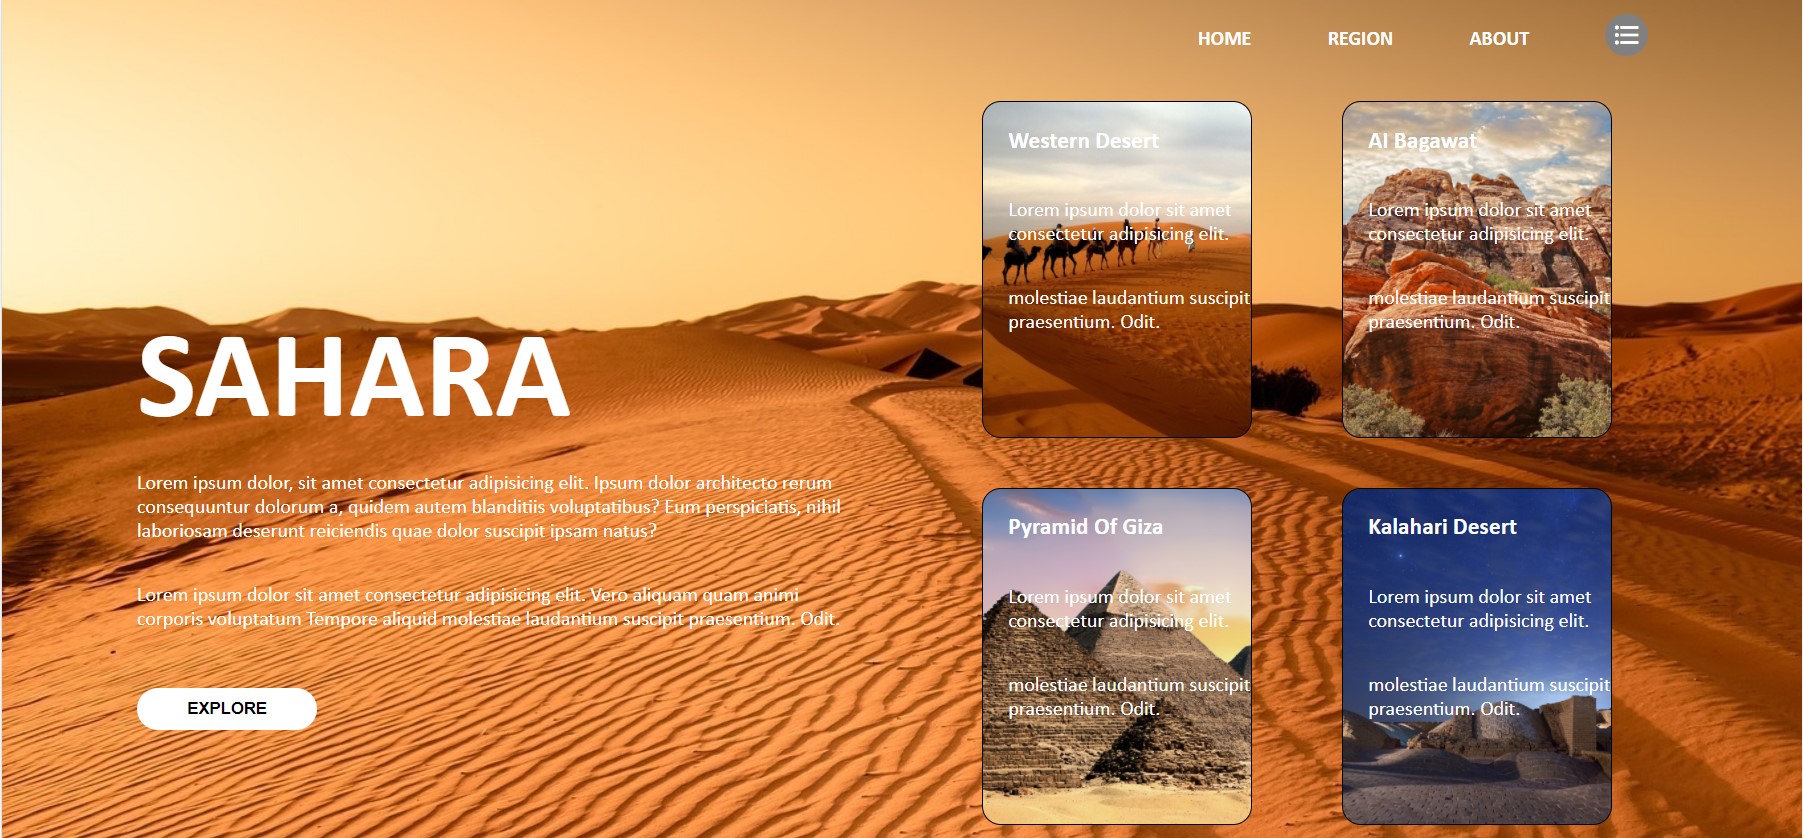 HOME REGION ABOUT
Western Desert
Lorem ipsum dolor sit amet
consectetur adipisicing elit.
molestiae laudantium suscipit
praesentium. Odit.
Al Bagawat
Lorem ipsum dolor sit amet
consectetur adipisicing elit.
molestiae laudantium suscipit
praesentium. Odit.
SAHARA
Lorem ipsum dolor, sit amet consectetur adipisicing elit. Ipsum dolor architecto rerum
consequuntur dolorum a, quidem autem blanditiis voluptatibus? Eum perspiciatis, nihil
laboriosam deserunt reiciendis quae dolor suscipit ipsam natus?
Lorem ipsum dolor sit amet consectetur adipisicing elit. Vero aliquam quam animi
corporis voluptatum Tempore aliquid molestiae laudantium suscipit praesentium. Odit.
EXPLORE
Pyramid Of Giza
Lorem ipsum dolor sit amet
consectetur adipisicing elit.
molestiae laudantium suscipit
praesentium. Odit.
Kalahari Desert
Lorem ipsum dolor sit amet
consectetur adipisicing elit.
molestiae laudantium suscipit
praesentium. Odit.